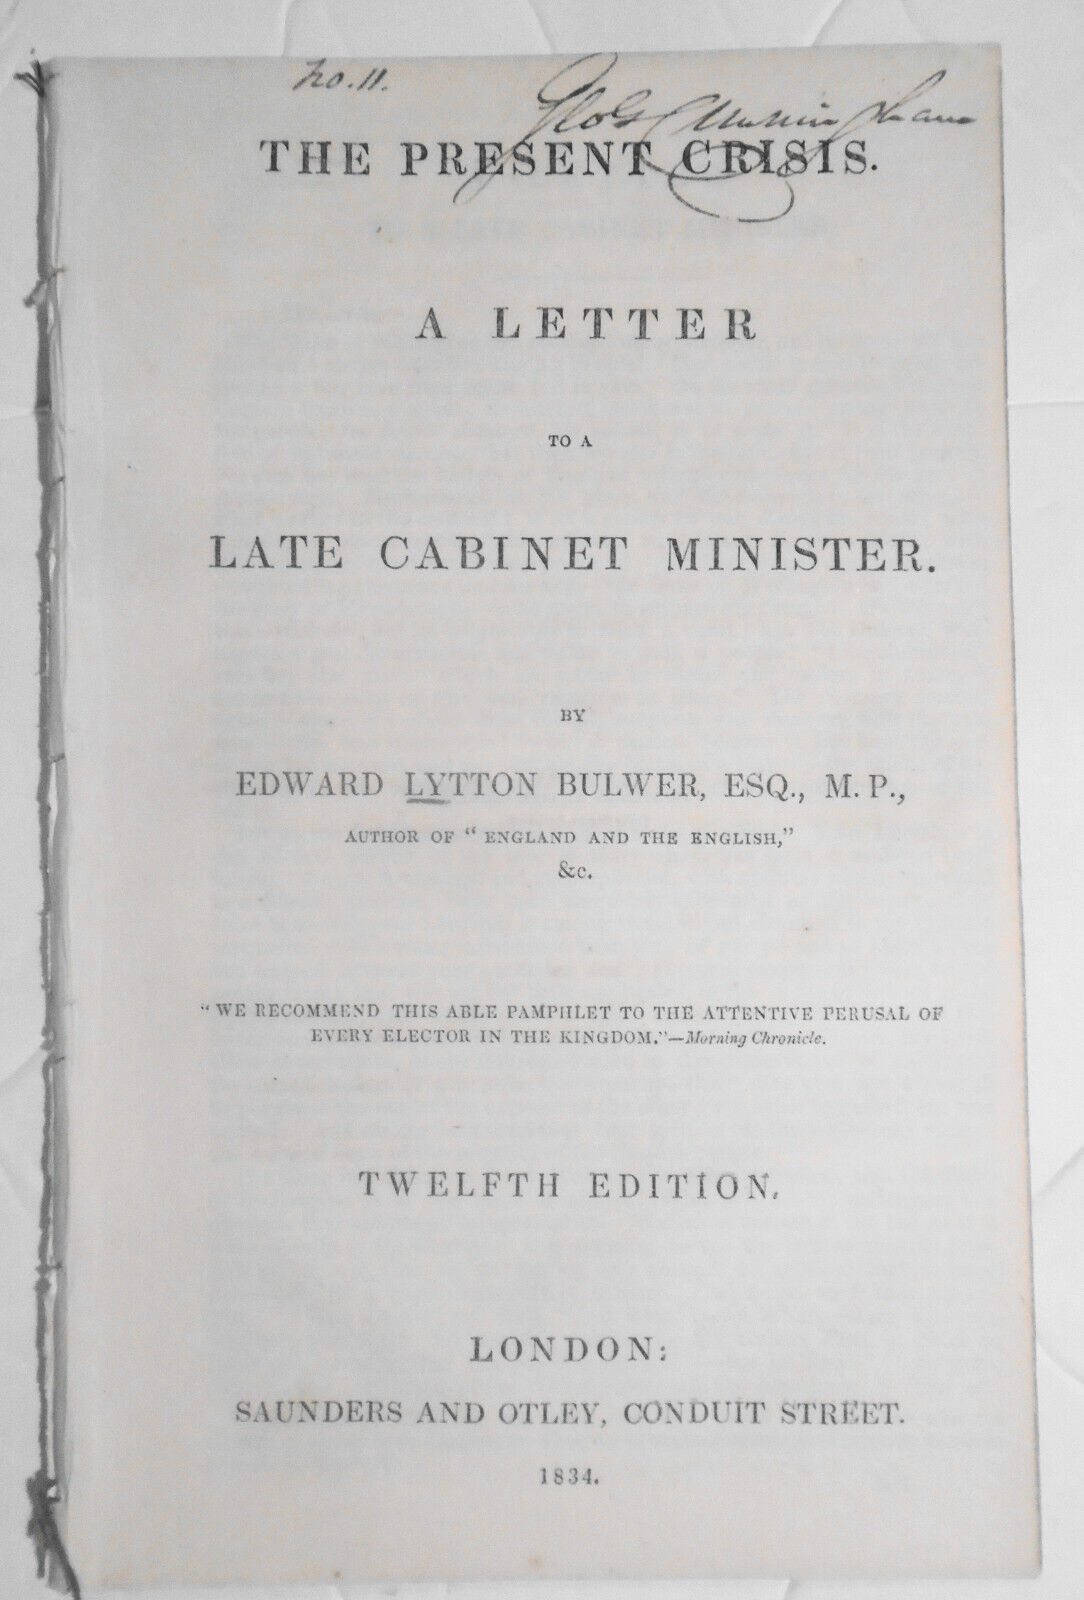 No. 11.
Geo G Cunningham
THE PRESENT CRISIS.
A LETTER
TO A
LATE CABINET MINISTER.
BY
EDWARD LYTTON BULWER, ESQ., M.P.,
AUTHOR OF "ENGLAND AND THE ENGLISH,"
&c.
"WE RECOMMEND THIS ABLE PAMPHLET TO THE ATTENTIVE PERUSAL OF
EVERY ELECTOR IN THE KINGDOM."—Morning Chronicle.
TWELFTH EDITION.
LONDON:
SAUNDERS AND OTLEY, CONDUIT STREET.
1834.